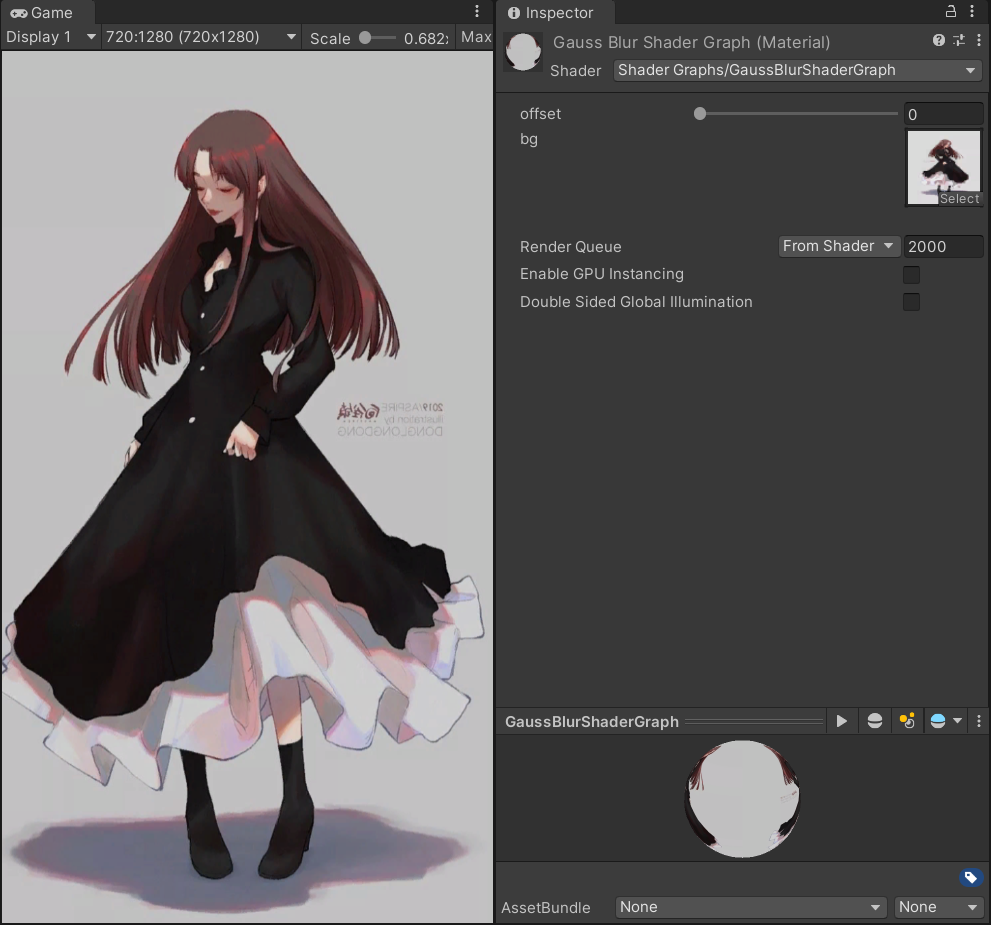 Game
Display 1
720:1280 (720x1280)
Scale
0.682
Max
2019/ASPIRE
Illustration by
DONGLONGDONG
Inspector
Gauss Blur Shader Graph (Material)
Shader
Shader Graphs/GaussBlurShaderGraph
offset
0
bg
Select
Render Queue
From Shader
2000
Enable GPU Instancing
Double Sided Global Illumination
GaussBlurShaderGraph
AssetBundle
None
None